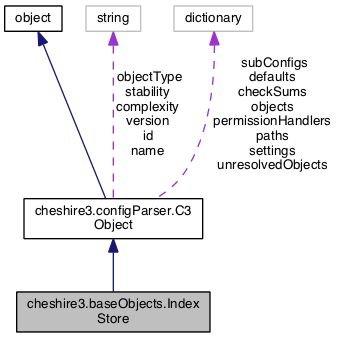 object
string
dictionary
objectType
stability
complexity
version
id
name
subConfigs
defaults
checkSums
objects
permissionHandlers
paths
settings
unresolvedObjects
cheshire3.configParser.C3
Object
cheshire3.baseObjects.Index
Store